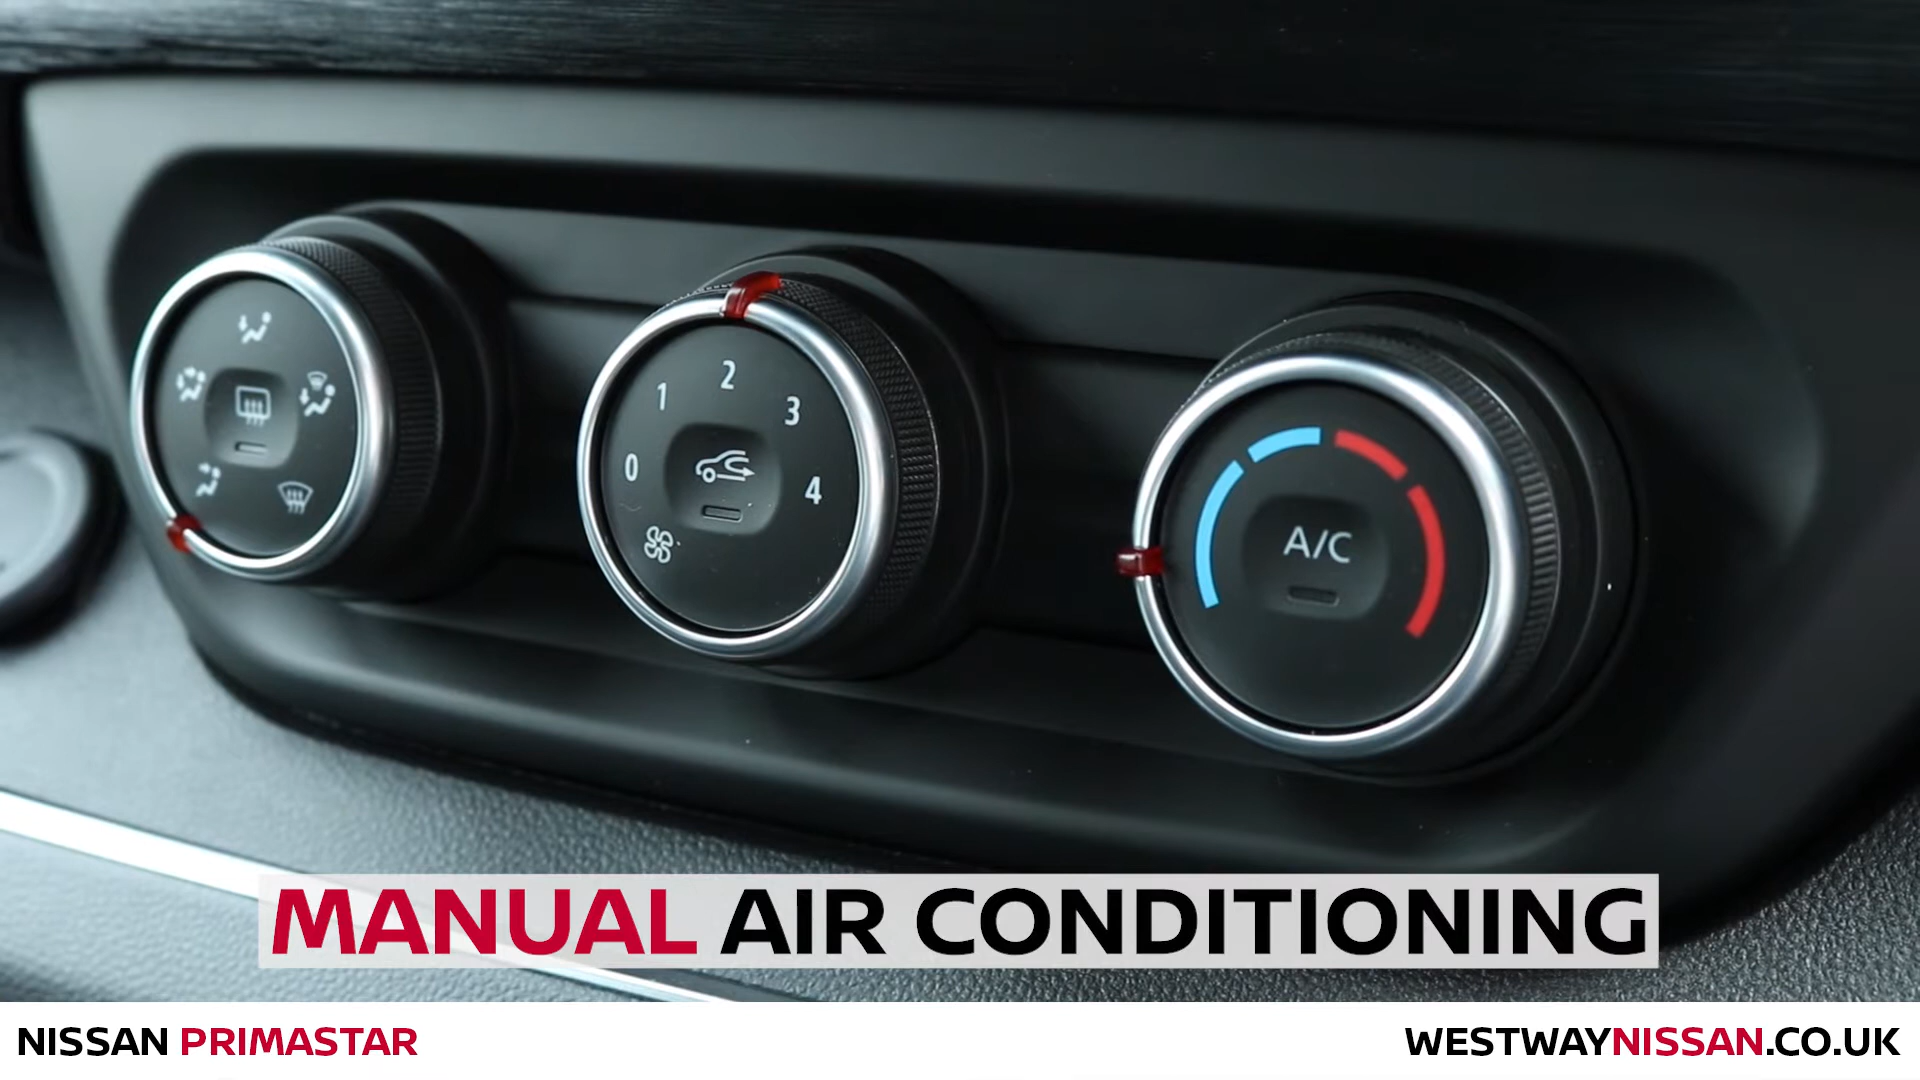 2
1
3
0
4
A/C
MANUAL AIR CONDITIONING
NISSAN PRIMASTAR
WESTWAYNISSAN.CO.UK